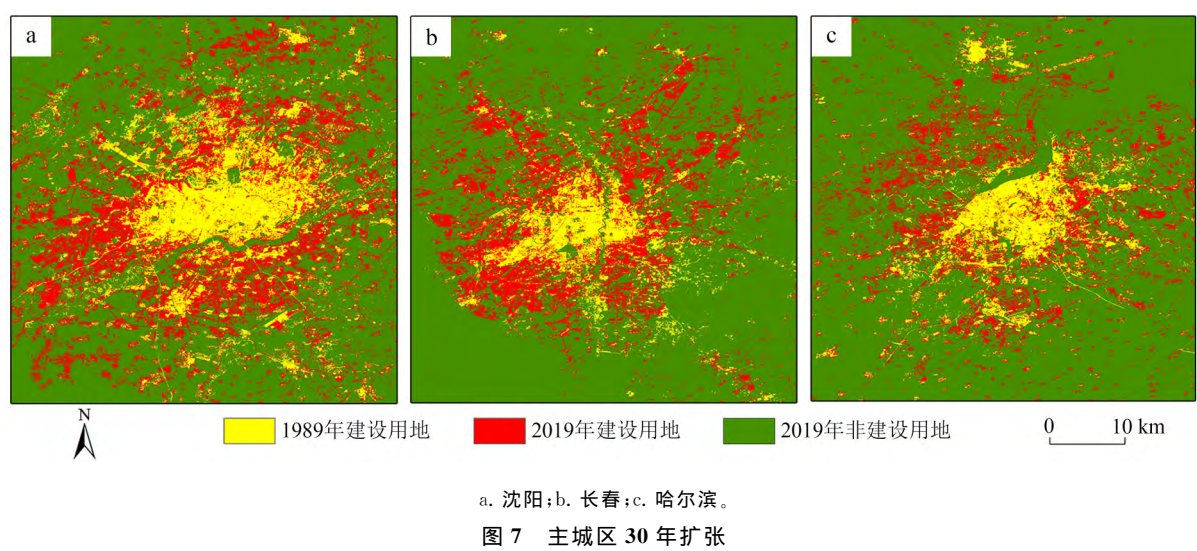 a
b
c
N
1989年建设用地
2019年建设用地
2019年非建设用地
0 10 km
a. 沈阳;b. 长春;c. 哈尔滨。
图 7 主城区 30 年扩张